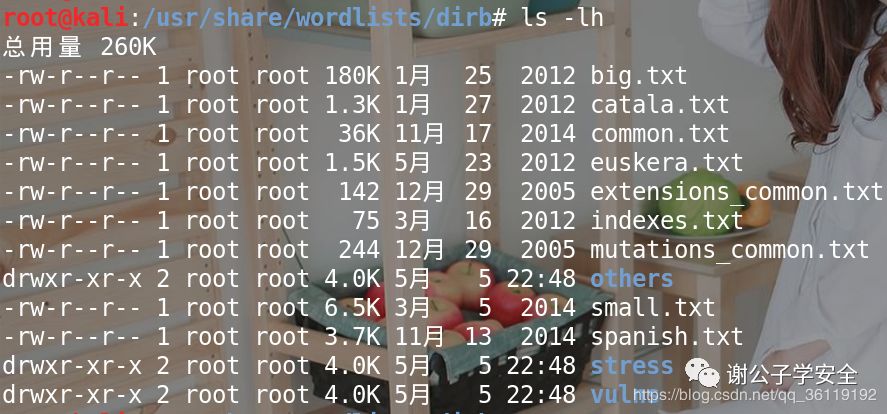 root@kali:/usr/share/wordlists/dirb# ls -lh
总用量 260K
-rw-r--r-- 1 root root 180K 1月  25  2012 big.txt
-rw-r--r-- 1 root root 1.3K 1月  27  2012 catala.txt
-rw-r--r-- 1 root root  36K 11月 17  2014 common.txt
-rw-r--r-- 1 root root 1.5K 5月  23  2012 euskera.txt
-rw-r--r-- 1 root root  142 12月 29  2005 extensions_common.txt
-rw-r--r-- 1 root root   75 3月  16  2012 indexes.txt
-rw-r--r-- 1 root root  244 12月 29  2005 mutations_common.txt
drwxr-xr-x 2 root root 4.0K 5月   5 22:48 others
-rw-r--r-- 1 root root 6.5K 3月   5  2014 small.txt
-rw-r--r-- 1 root root 3.7K 11月 13  2014 spanish.txt
drwxr-xr-x 2 root root 4.0K 5月   5 22:48 stress
drwxr-xr-x 2 root root 4.0K 5月   5 22:48 vulns
谢公子学安全
https://blog.csdn.net/qq_36119192